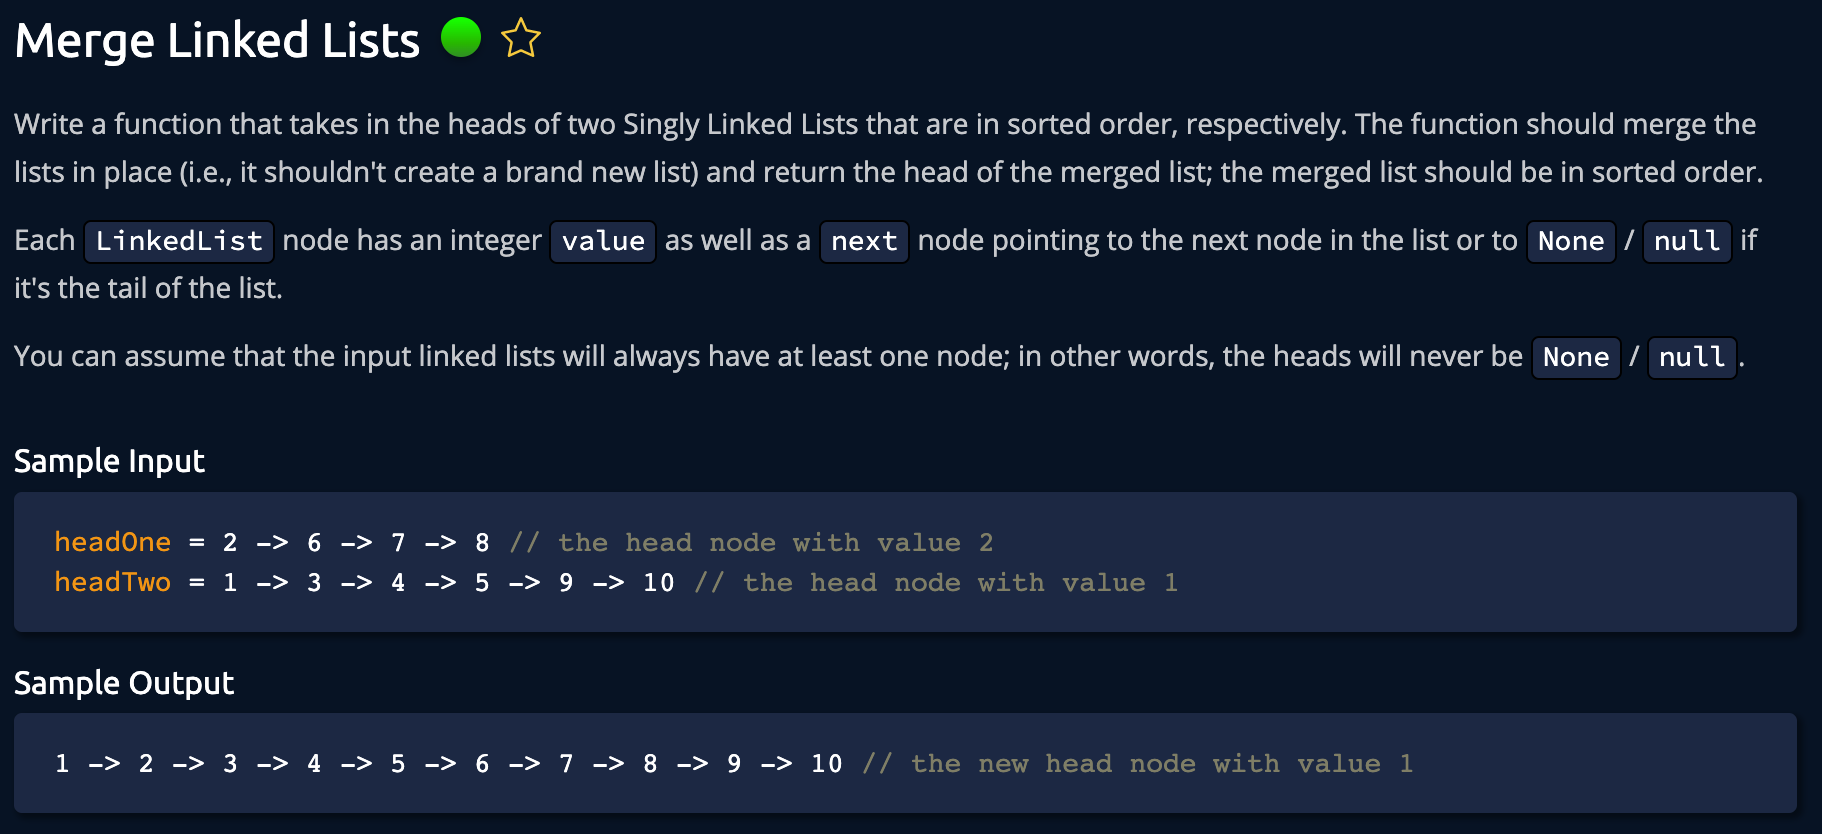 Merge Linked Lists
Write a function that takes in the heads of two Singly Linked Lists that are in sorted order, respectively. The function should merge the
lists in place (i.e., it shouldn't create a brand new list) and return the head of the merged list; the merged list should be in sorted order.
Each LinkedList node has an integer value as well as a next node pointing to the next node in the list or to None / null if
it's the tail of the list.
You can assume that the input linked lists will always have at least one node; in other words, the heads will never be None / null.
Sample Input
headOne = 2 -> 6 -> 7 -> 8 // the head node with value 2
headTwo = 1 -> 3 -> 4 -> 5 -> 9 -> 10 // the head node with value 1
Sample Output
1 -> 2 -> 3 -> 4 -> 5 -> 6 -> 7 -> 8 -> 9 -> 10 // the new head node with value 1